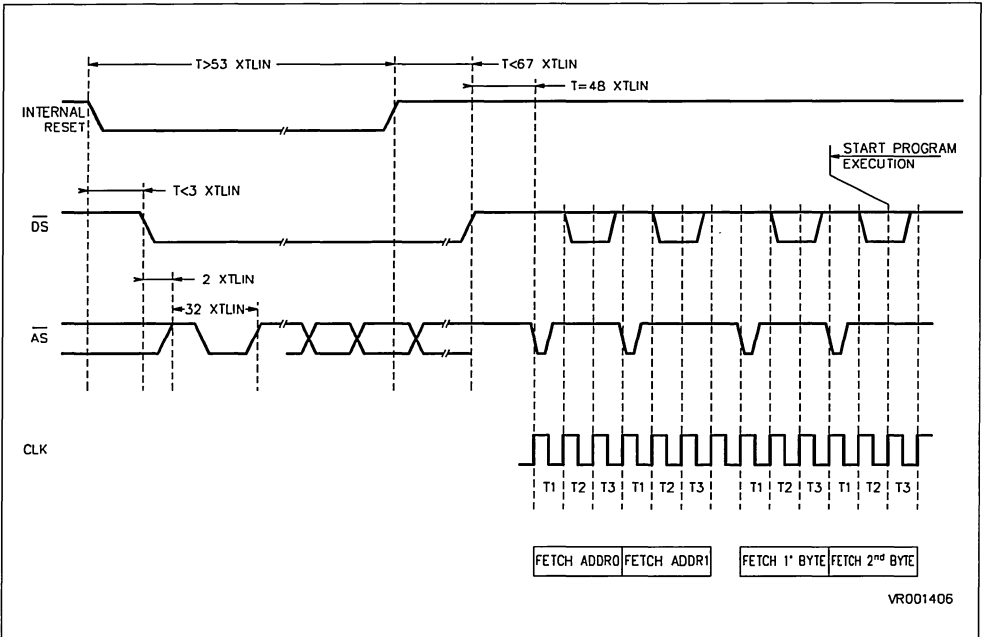 T>53 XTLIN
T<67 XTLIN
T=48 XTLIN
INTERNAL
RESET
START PROGRAM
EXECUTION
T<3 XTLIN
DS
2 XTLIN
32 XTLIN
AS
CLK
T1 T2 T3 T1 T2 T3 T1 T2 T3 T1 T2 T3
FETCH ADDR0 FETCH ADDR1 FETCH 1° BYTE FETCH 2nd BYTE
VR001406